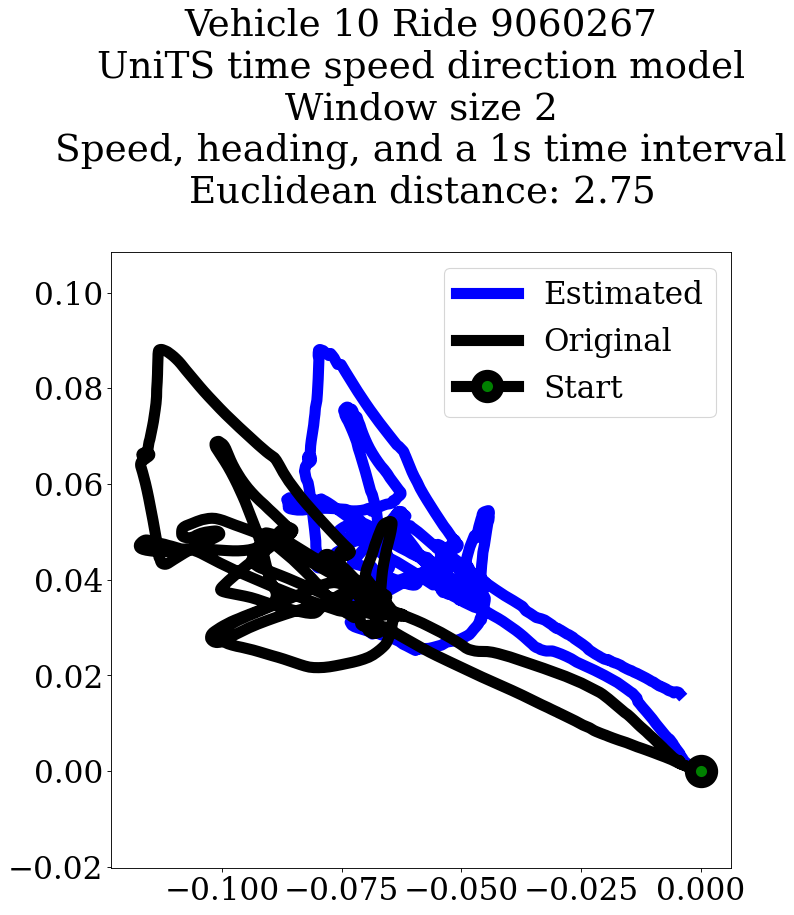 Vehicle 10 Ride 9060267
UniTS time speed direction model
Window size 2
Speed, heading, and a 1s time interval
Euclidean distance: 2.75
Estimated
Original
Start
0.10
0.08
0.06
0.04
0.02
0.00
−0.02
−0.100 −0.075 −0.050 −0.025 0.000